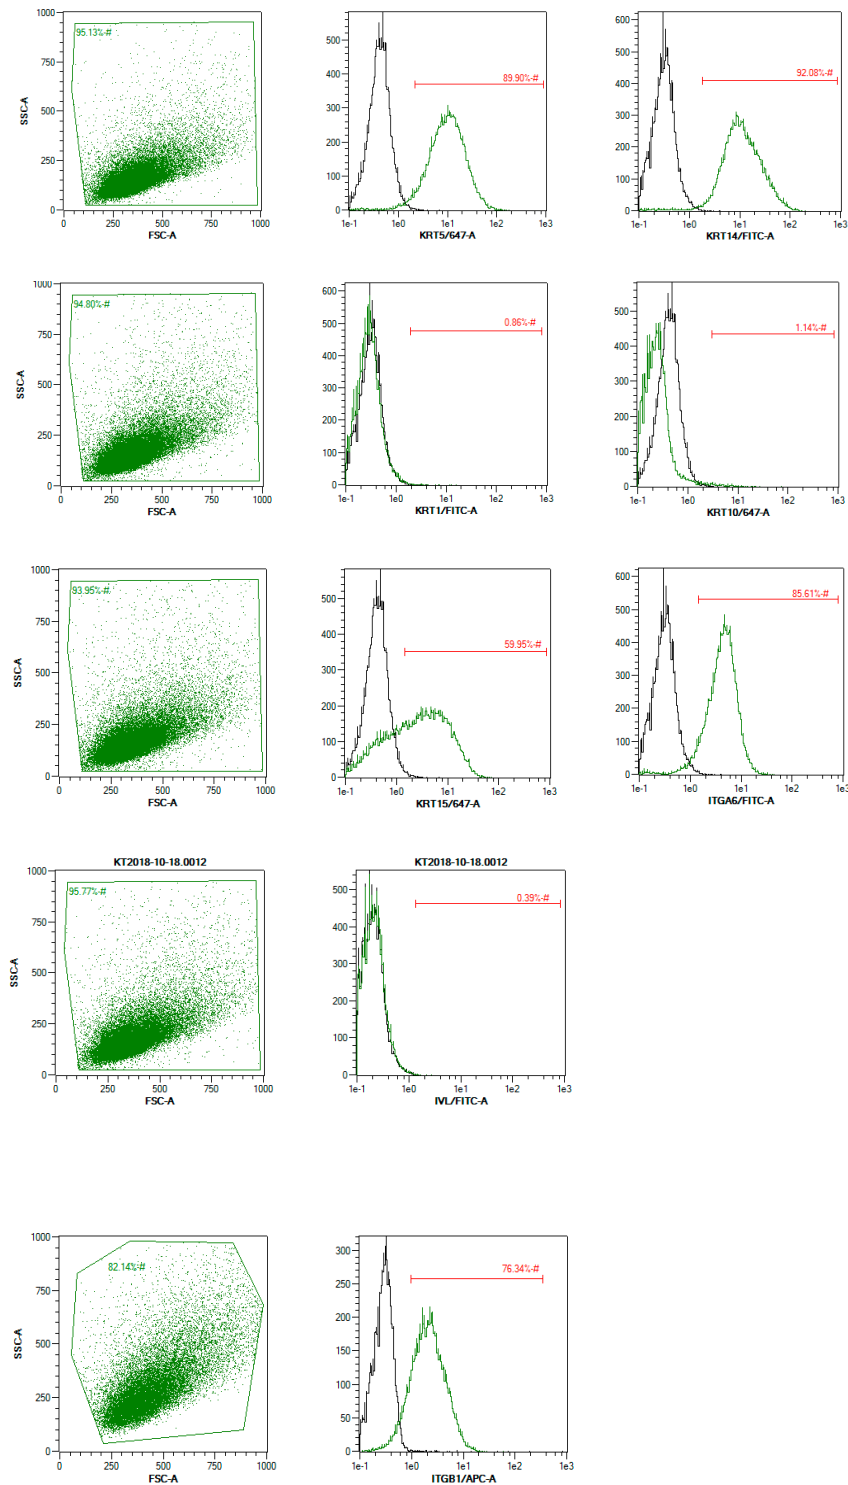 1000
750
500
250
0
SSC-A
95.13%-#
0 250 500 750 1000
FSC-A
500
400
300
200
100
0
89.90%-#
1e-1 1e0 1e1 1e2 1e3
KRT5/647-A
600
500
400
300
200
100
0
92.08%-#
1e-1 1e0 1e1 1e2 1e3
KRT14/FITC-A
1000
750
500
250
0
SSC-A
94.80%-#
0 250 500 750 1000
FSC-A
600
500
400
300
200
100
0
0.86%-#
1e-1 1e0 1e1 1e2 1e3
KRT1/FITC-A
500
400
300
200
100
0
1.14%-#
1e-1 1e0 1e1 1e2 1e3
KRT10/647-A
1000
750
500
250
0
SSC-A
93.95%-#
0 250 500 750 1000
FSC-A
500
400
300
200
100
0
59.95%-#
1e-1 1e0 1e1 1e2 1e3
KRT15/647-A
600
500
400
300
200
100
0
85.61%-#
1e-1 1e0 1e1 1e2 1e3
ITGA6/FITC-A
KT2018-10-18.0012
1000
750
500
250
0
SSC-A
95.77%-#
0 250 500 750 1000
FSC-A
KT2018-10-18.0012
500
400
300
200
100
0
0.39%-#
1e-1 1e0 1e1 1e2 1e3
IVL/FITC-A
1000
750
500
250
0
SSC-A
82.14%-#
0 250 500 750 1000
FSC-A
300
250
200
150
100
50
0
76.34%-#
1e-1 1e0 1e1 1e2 1e3
ITGB1/APC-A